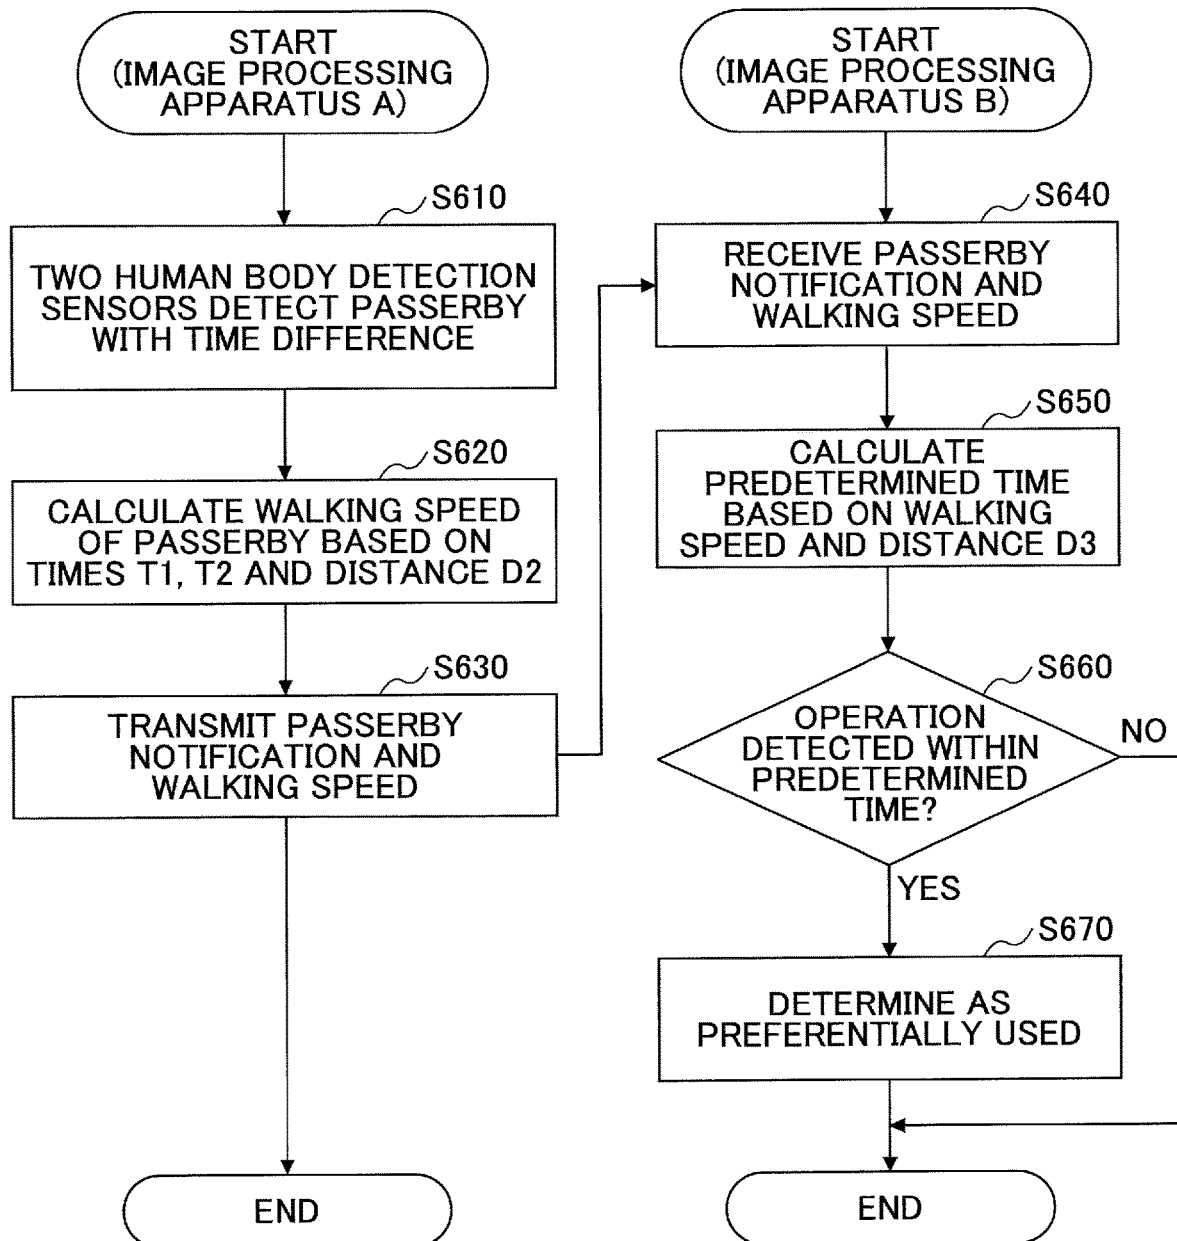 START
(IMAGE PROCESSING
APPARATUS A)
S610
TWO HUMAN BODY DETECTION
SENSORS DETECT PASSERBY
WITH TIME DIFFERENCE
S620
CALCULATE WALKING SPEED
OF PASSERBY BASED ON
TIMES T1, T2 AND DISTANCE D2
S630
TRANSMIT PASSERBY
NOTIFICATION AND
WALKING SPEED
END
START
(IMAGE PROCESSING
APPARATUS B)
S640
RECEIVE PASSERBY
NOTIFICATION AND
WALKING SPEED
S650
CALCULATE
PREDETERMINED TIME
BASED ON WALKING
SPEED AND DISTANCE D3
S660
OPERATION
DETECTED WITHIN
PREDETERMINED
TIME?
NO
YES
S670
DETERMINE AS
PREFERENTIALLY USED
END